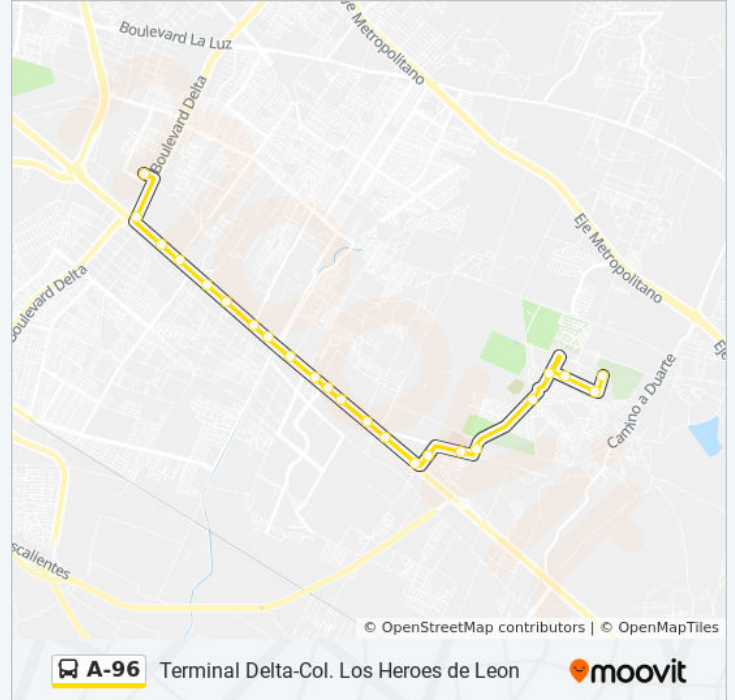 Boulevard La Luz
Eje Metropolitano
Boulevard Delta
Eje Metropolitano
Boulevard Delta
Camino a Duarte
© OpenStreetMap contributors | © OpenMapTiles
A-96 Terminal Delta-Col. Los Heroes de Leon
moovit